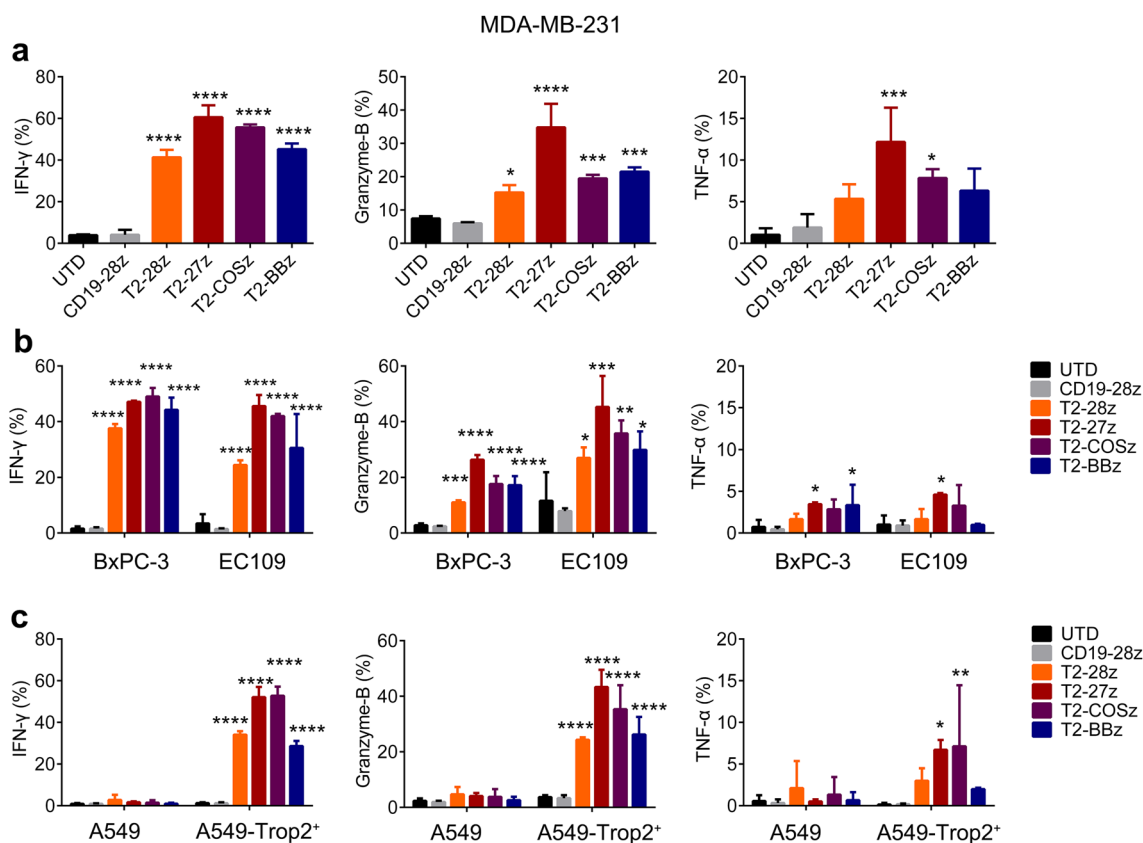 MDA-MB-231
a
IFN-γ (%)
80
60
40
20
0
UTD
CD19-28z
T2-28z
T2-27z
T2-COSz
T2-BBz
****
****
****
****
Granzyme-B (%)
50
40
30
20
10
0
UTD
CD19-28z
T2-28z
T2-27z
T2-COSz
T2-BBz
*
****
***
***
TNF-α (%)
20
15
10
5
0
UTD
CD19-28z
T2-28z
T2-27z
T2-COSz
T2-BBz
***
*
b
IFN-γ (%)
60
40
20
0
****
****
****
****
****
****
****
****
BxPC-3
EC109
Granzyme-B (%)
60
40
20
0
***
****
****
****
*
***
**
*
BxPC-3
EC109
TNF-α (%)
20
15
10
5
0
*
*
*
BxPC-3
EC109
UTD
CD19-28z
T2-28z
T2-27z
T2-COSz
T2-BBz
c
IFN-γ (%)
80
60
40
20
0
****
****
****
****
A549
A549-Trop2⁺
Granzyme-B (%)
60
40
20
0
****
****
****
****
A549
A549-Trop2⁺
TNF-α (%)
20
15
10
5
0
*
**
A549
A549-Trop2⁺
UTD
CD19-28z
T2-28z
T2-27z
T2-COSz
T2-BBz